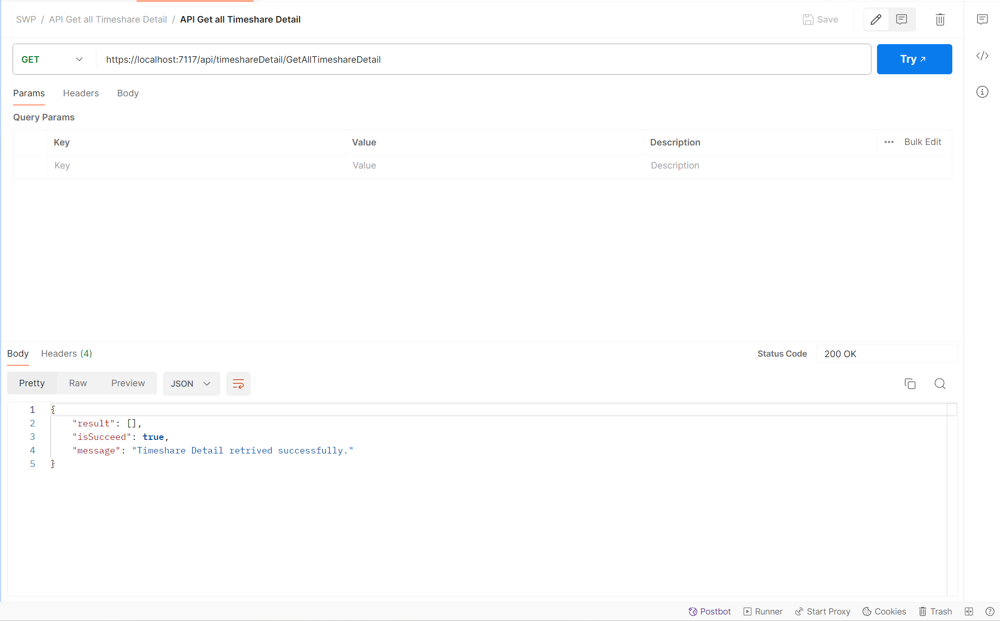 SWP / API Get all Timeshare Detail / API Get all Timeshare Detail
Save
GET
https://localhost:7117/api/timeshareDetail/GetAllTimeshareDetail
Try
Params Headers Body
Query Params
Key Value Description Bulk Edit
Key Value Description
Body Headers (4)
Status Code 200 OK
Pretty Raw Preview JSON
1 {
2 "result": [],
3 "isSucceed": true,
4 "message": "Timeshare Detail retrived successfully."
5 }
Postbot Runner Start Proxy Cookies Trash